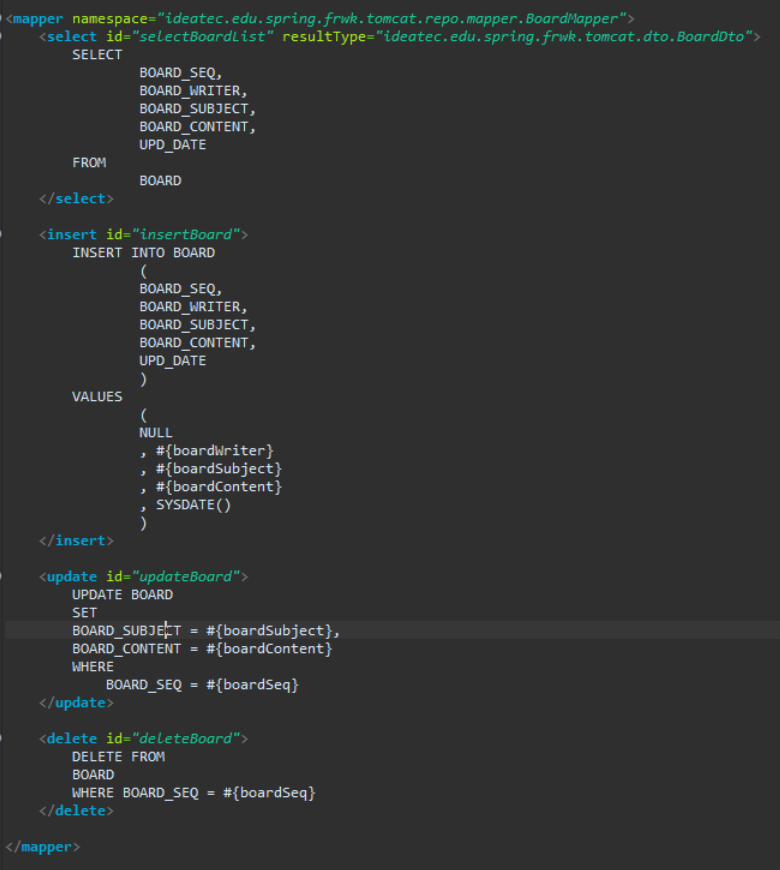 <mapper namespace="ideatec.edu.spring.frwk.tomcat.repo.mapper.BoardMapper">
<select id="selectBoardList" resultType="ideatec.edu.spring.frwk.tomcat.dto.BoardDto">
SELECT
BOARD_SEQ,
BOARD_WRITER,
BOARD_SUBJECT,
BOARD_CONTENT,
UPD_DATE
FROM
BOARD
</select>
<insert id="insertBoard">
INSERT INTO BOARD
(
BOARD_SEQ,
BOARD_WRITER,
BOARD_SUBJECT,
BOARD_CONTENT,
UPD_DATE
)
VALUES
(
NULL
, #{boardWriter}
, #{boardSubject}
, #{boardContent}
, SYSDATE()
)
</insert>
<update id="updateBoard">
UPDATE BOARD
SET
BOARD_SUBJECT = #{boardSubject},
BOARD_CONTENT = #{boardContent}
WHERE
BOARD_SEQ = #{boardSeq}
</update>
<delete id="deleteBoard">
DELETE FROM
BOARD
WHERE BOARD_SEQ = #{boardSeq}
</delete>
</mapper>